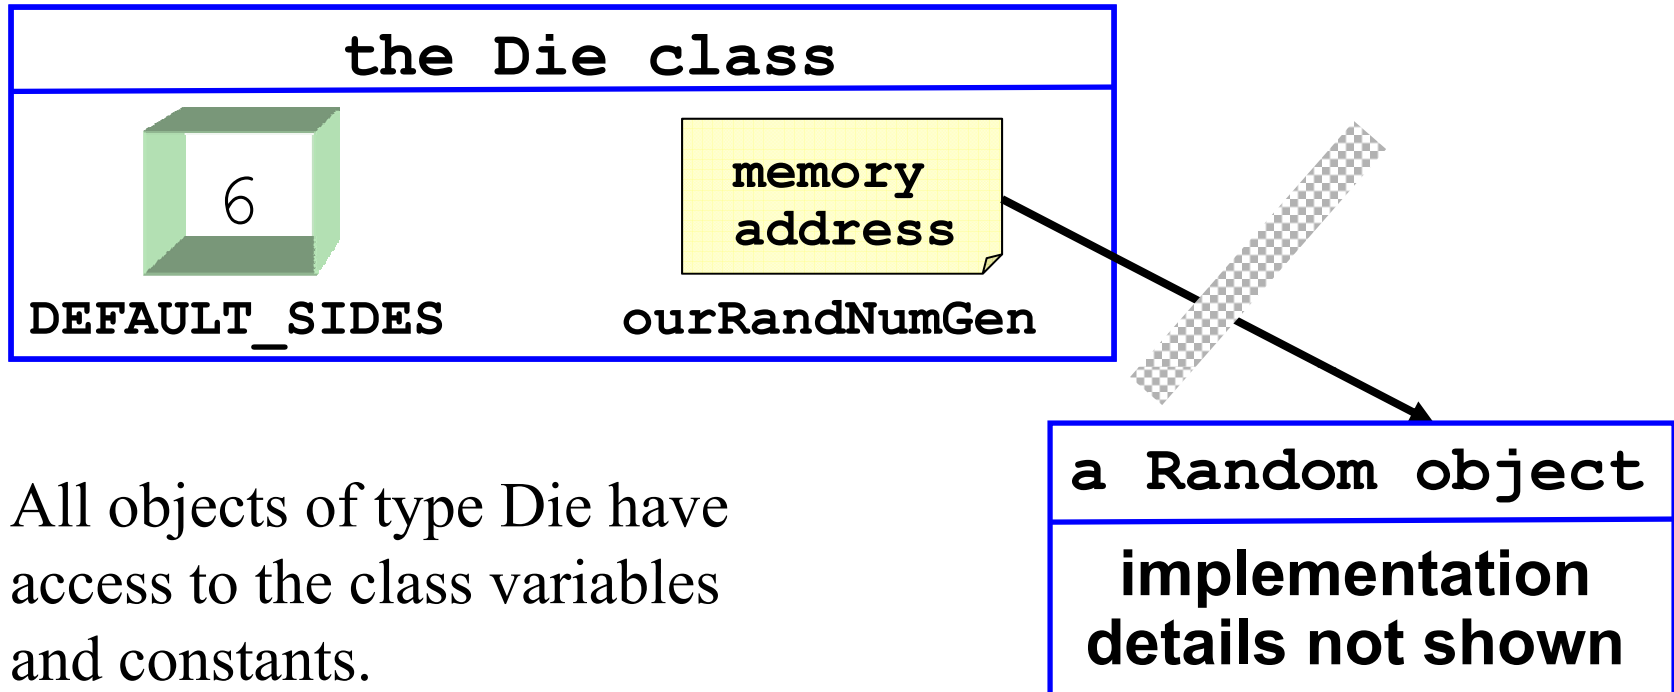 the Die class
6
memory
address
DEFAULT_SIDES
ourRandNumGen
All objects of type Die have
access to the class variables
and constants.
a Random object
implementation
details not shown